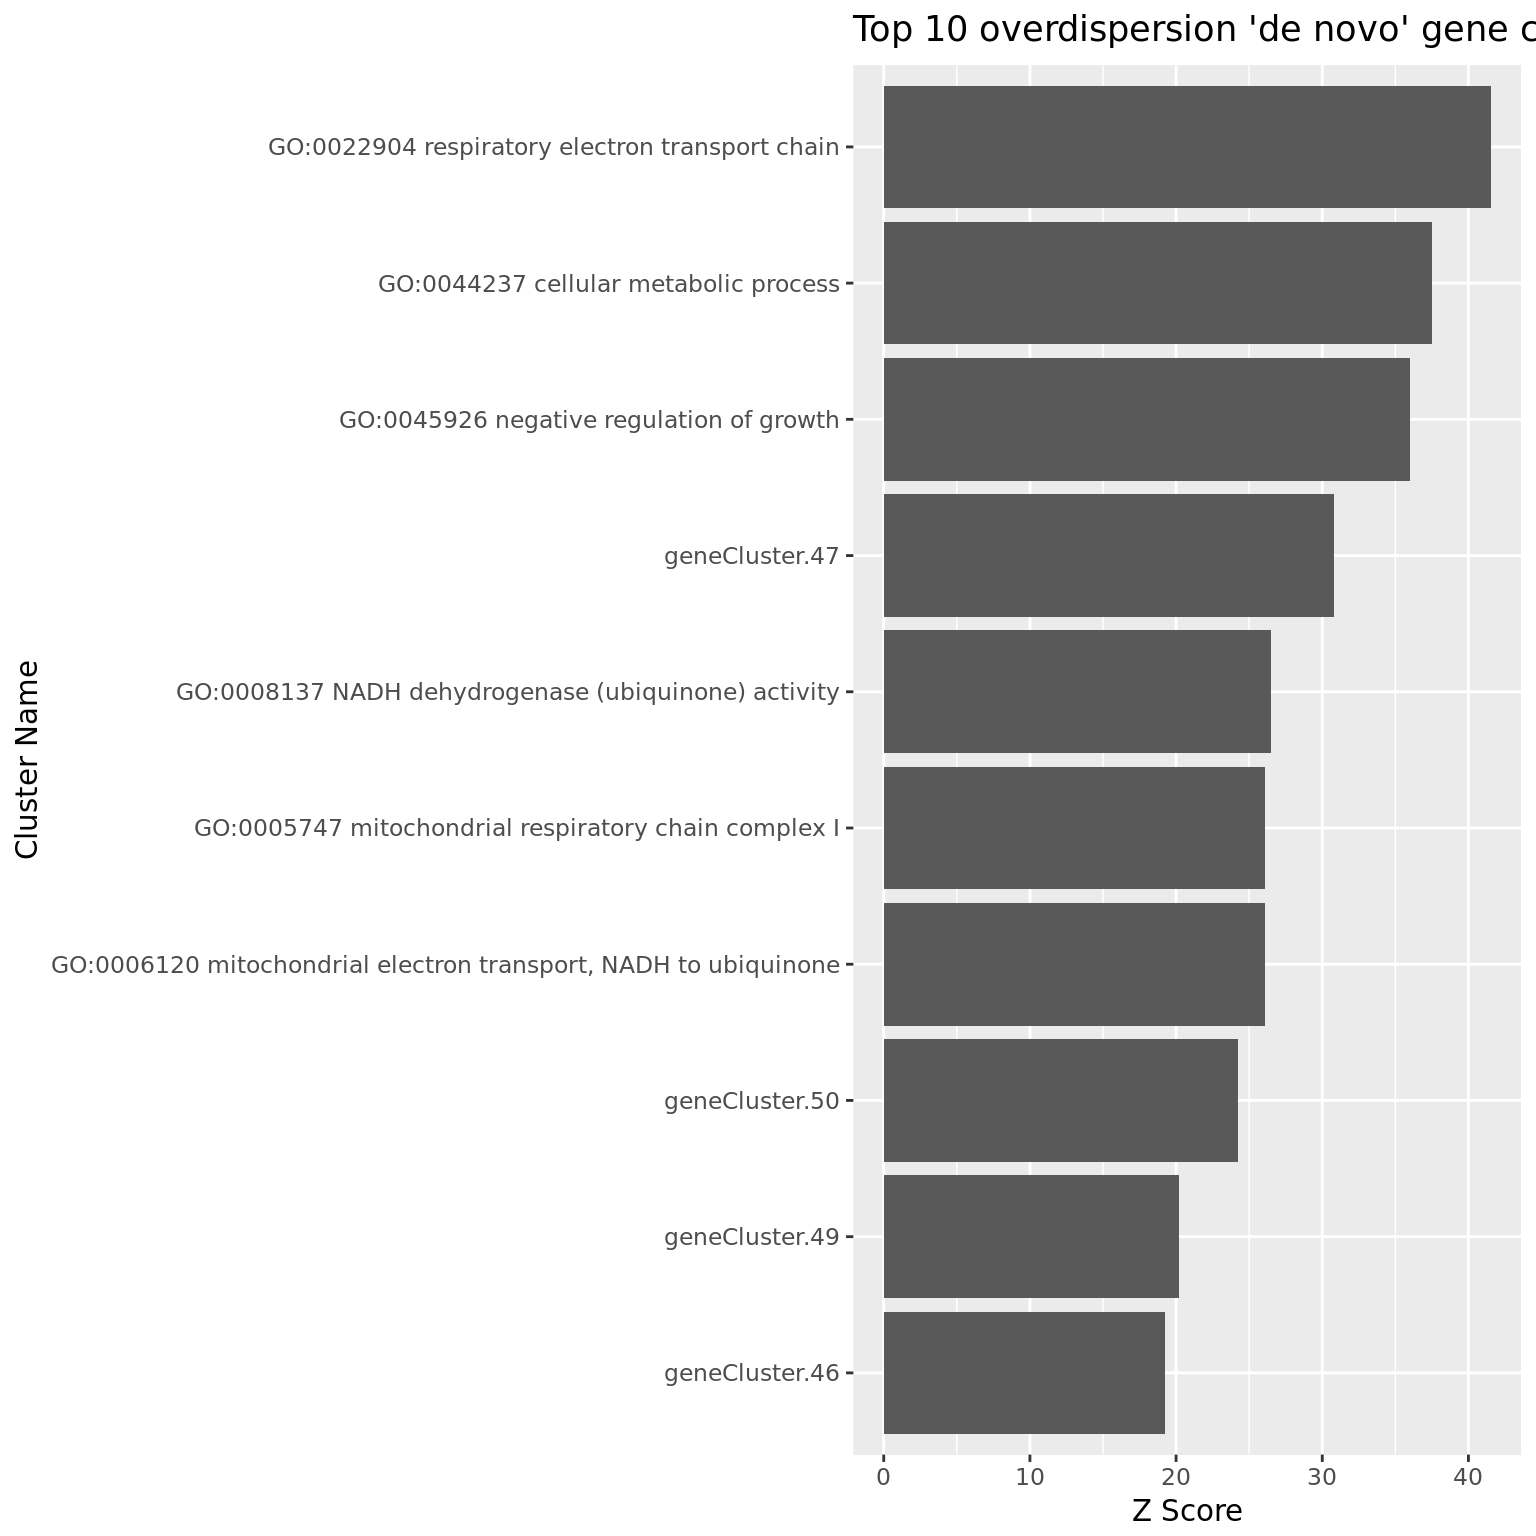 Top 10 overdispersion 'de novo' gene
GO:0022904 respiratory electron transport chain
GO:0044237 cellular metabolic process
GO:0045926 negative regulation of growth
geneCluster.47
GO:0008137 NADH dehydrogenase (ubiquinone) activity
GO:0005747 mitochondrial respiratory chain complex I
GO:0006120 mitochondrial electron transport, NADH to ubiquinone
geneCluster.50
geneCluster.49
geneCluster.46
Cluster Name
0 10 20 30 40
Z Score